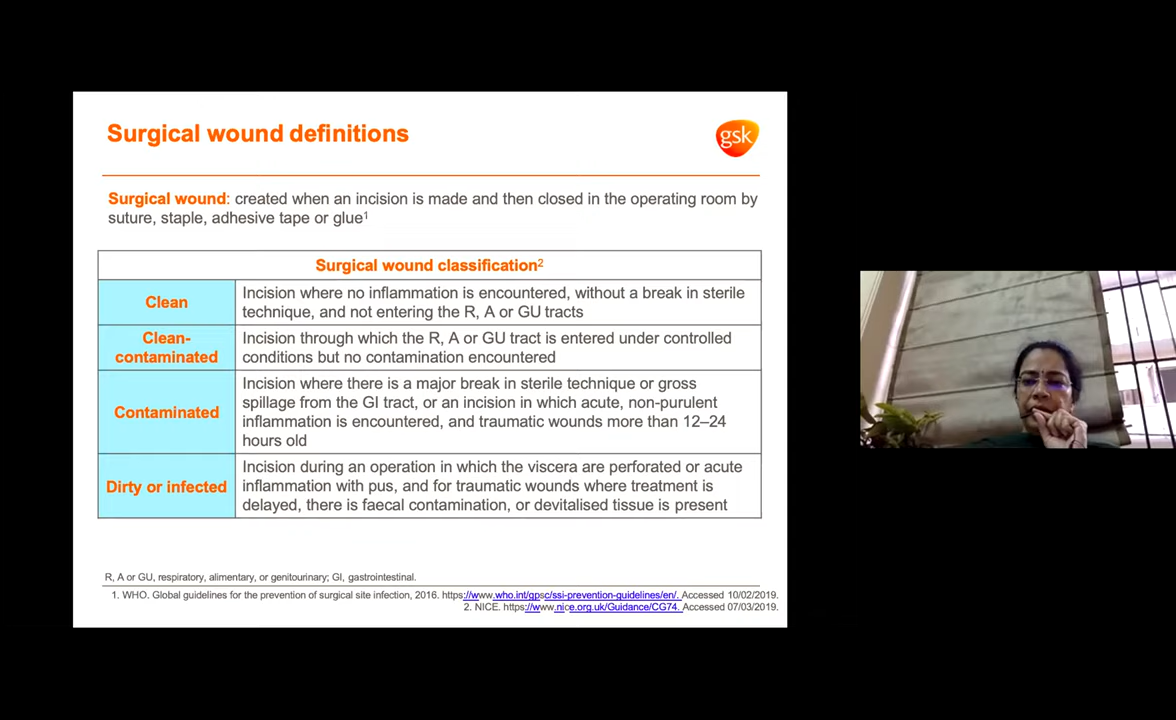 Surgical wound definitions
gsk
Surgical wound: created when an incision is made and then closed in the operating room by
suture, staple, adhesive tape or glue1
Surgical wound classification2
Clean
Incision where no inflammation is encountered, without a break in sterile
technique, and not entering the R, A or GU tracts
Clean-
contaminated
Incision through which the R, A or GU tract is entered under controlled
conditions but no contamination encountered
Contaminated
Incision where there is a major break in sterile technique or gross
spillage from the GI tract, or an incision in which acute, non-purulent
inflammation is encountered, and traumatic wounds more than 12–24
hours old
Dirty or infected
Incision during an operation in which the viscera are perforated or acute
inflammation with pus, and for traumatic wounds where treatment is
delayed, there is faecal contamination, or devitalised tissue is present
R, A or GU, respiratory, alimentary, or genitourinary; GI, gastrointestinal.
1. WHO. Global guidelines for the prevention of surgical site infection, 2016. https://www.who.int/gpsc/ssi-prevention-guidelines/en/. Accessed 10/02/2019.
2. NICE. https://www.nice.org.uk/Guidance/CG74. Accessed 07/03/2019.